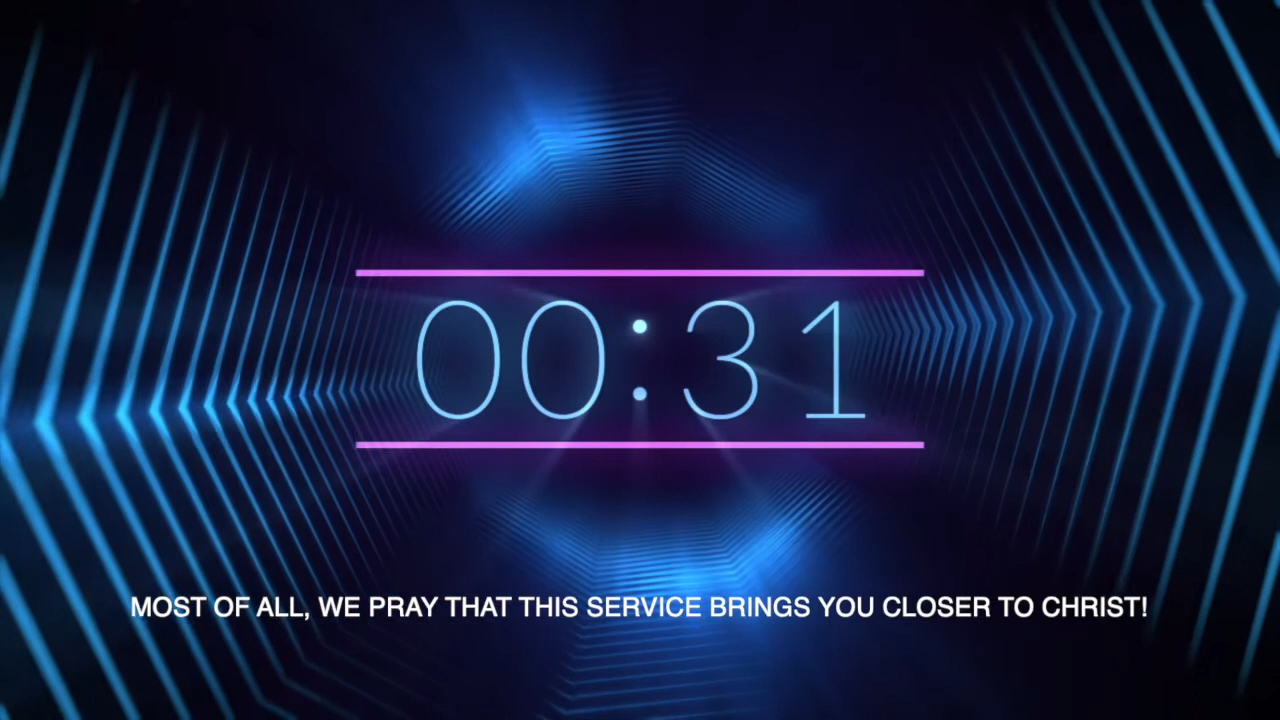 00:31
MOST OF ALL, WE PRAY THAT THIS SERVICE BRINGS YOU CLOSER TO CHRIST!